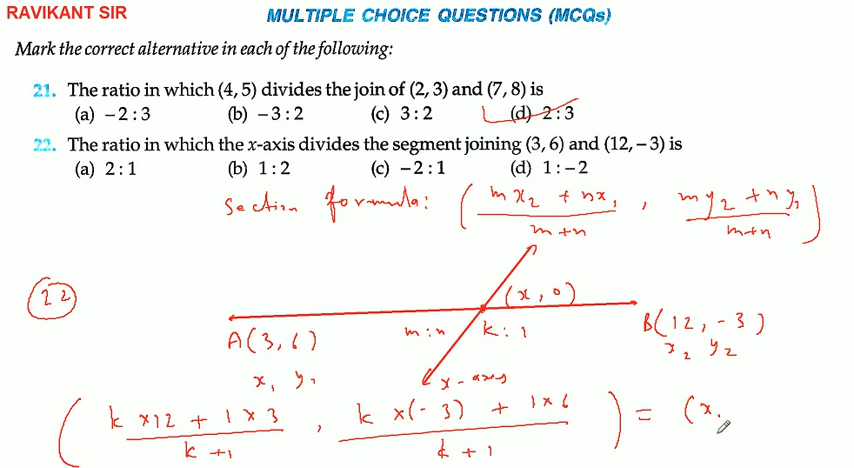 RAVIKANT SIR
MULTIPLE CHOICE QUESTIONS (MCQs)
Mark the correct alternative in each of the following:
21. The ratio in which (4, 5) divides the join of (2, 3) and (7, 8) is
(a) −2 : 3 (b) −3 : 2 (c) 3 : 2 (d) 2 : 3
22. The ratio in which the x-axis divides the segment joining (3, 6) and (12, −3) is
(a) 2 : 1 (b) 1 : 2 (c) −2 : 1 (d) 1 : −2
Section formula: ( (m x₂ + n x₁)/(m+n) , (m y₂ + n y₁)/(m+n) )
22
(x, 0)
A(3, 6) m:n k:1 B(12, -3)
x₁ y₁ x-axis x₂ y₂
( (k×12 + 1×3)/(k+1) , (k×(-3) + 1×6)/(k+1) ) = (x,